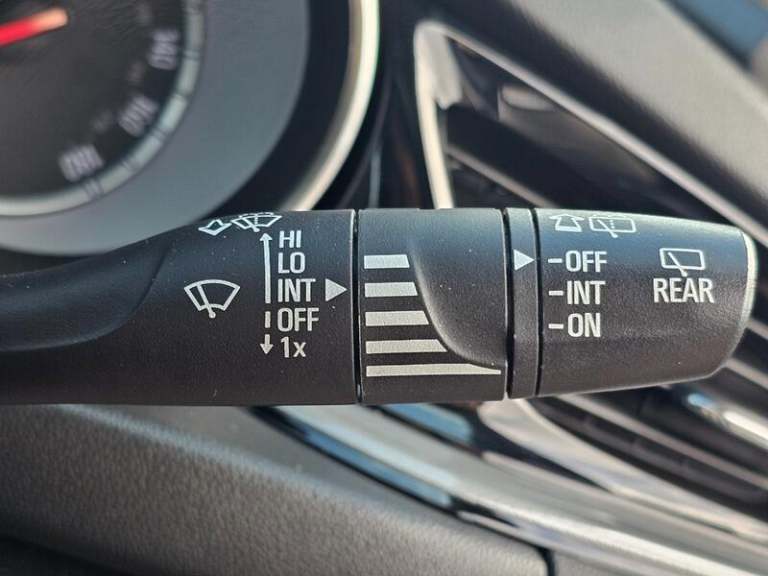 HI
LO
INT
OFF
1x
-OFF
-INT
-ON
REAR